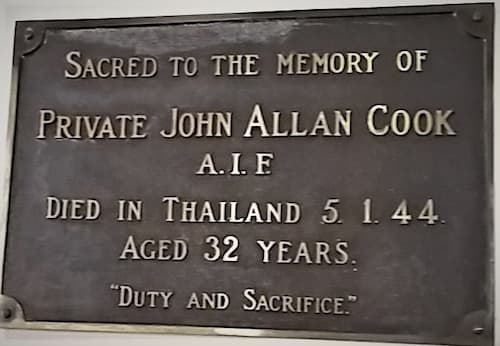 Sacred to the memory of
Private John Allan Cook
A.I.F.
Died in Thailand 5. 1. 44.
Aged 32 years.
"Duty and Sacrifice."